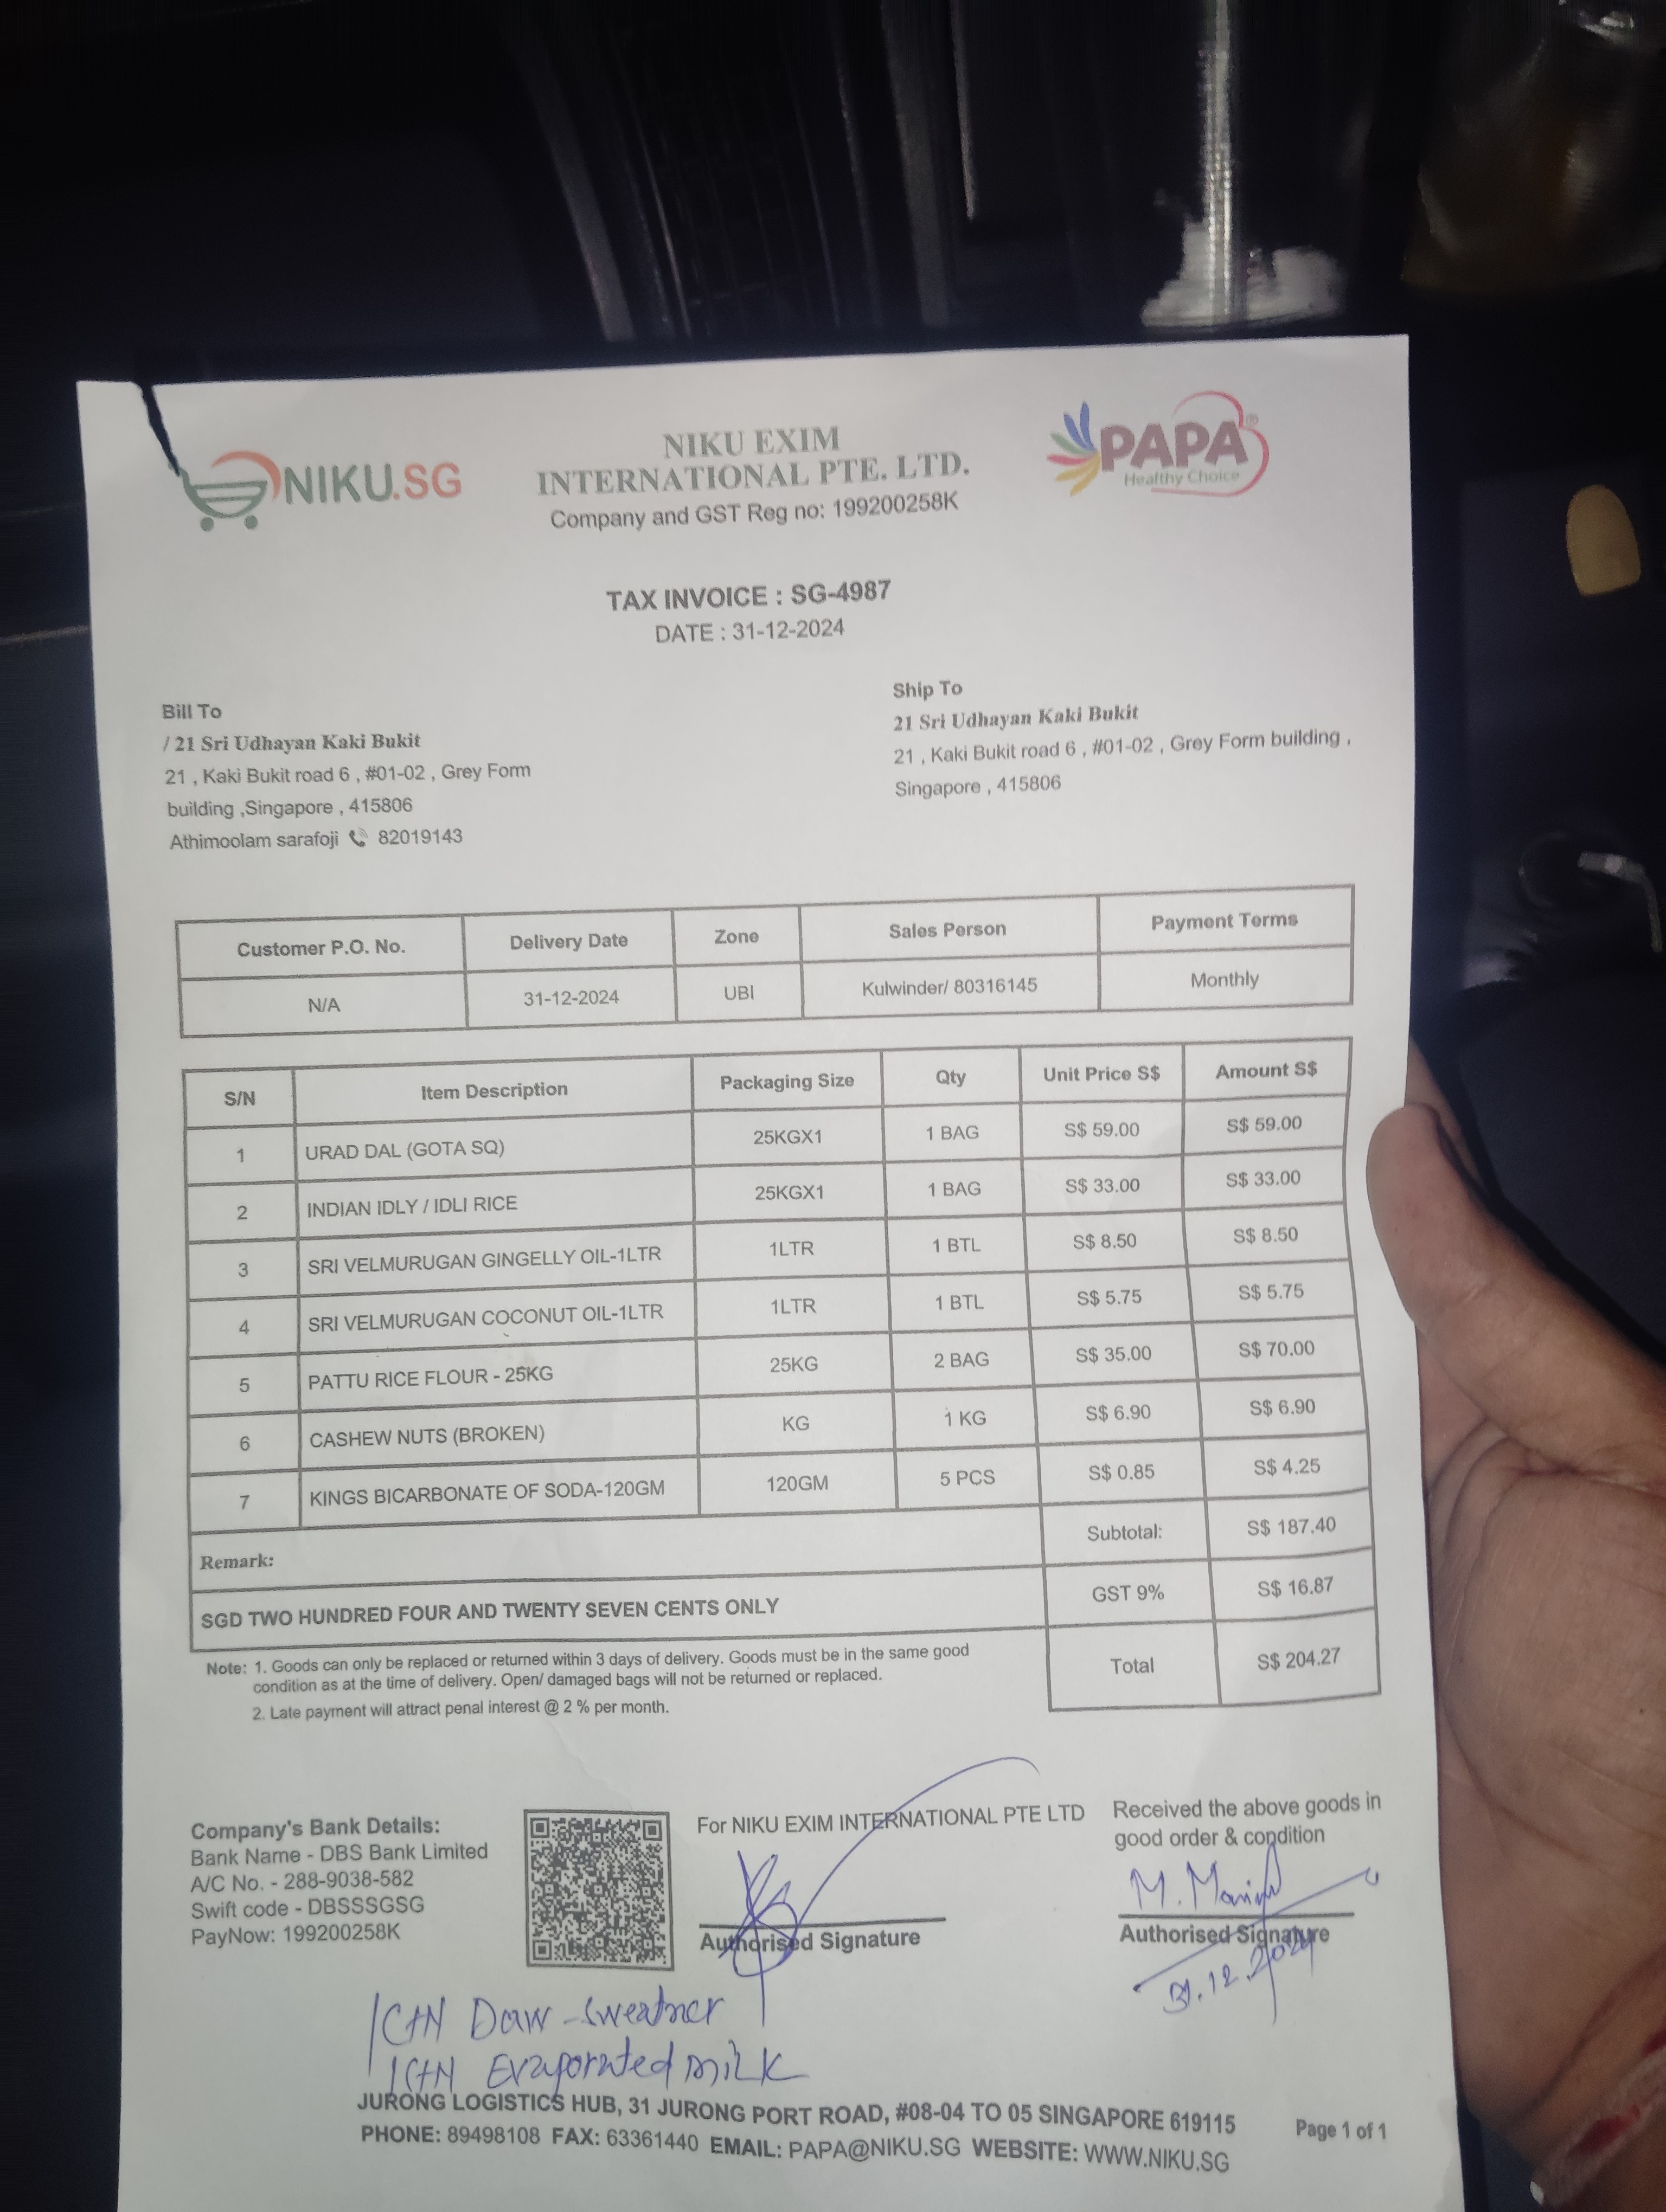 NIKU.SG
NIKU EXIM
INTERNATIONAL PTE. LTD.
Company and GST Reg no: 199200258K
PAPA®
Healthy Choice
TAX INVOICE : SG-4987
DATE : 31-12-2024
Bill To
/ 21 Sri Udhayan Kaki Bukit
21 , Kaki Bukit road 6 , #01-02 , Grey Form
building ,Singapore , 415806
Athimoolam sarafoji 82019143
Ship To
21 Sri Udhayan Kaki Bukit
21 , Kaki Bukit road 6 , #01-02 , Grey Form building ,
Singapore , 415806
Customer P.O. No. Delivery Date Zone Sales Person Payment Terms
N/A 31-12-2024 UBI Kulwinder/ 80316145 Monthly
S/N Item Description Packaging Size Qty Unit Price S$ Amount S$
1 URAD DAL (GOTA SQ) 25KGX1 1 BAG S$ 59.00 S$ 59.00
2 INDIAN IDLY / IDLI RICE 25KGX1 1 BAG S$ 33.00 S$ 33.00
3 SRI VELMURUGAN GINGELLY OIL-1LTR 1LTR 1 BTL S$ 8.50 S$ 8.50
4 SRI VELMURUGAN COCONUT OIL-1LTR 1LTR 1 BTL S$ 5.75 S$ 5.75
5 PATTU RICE FLOUR - 25KG 25KG 2 BAG S$ 35.00 S$ 70.00
6 CASHEW NUTS (BROKEN) KG 1 KG S$ 6.90 S$ 6.90
7 KINGS BICARBONATE OF SODA-120GM 120GM 5 PCS S$ 0.85 S$ 4.25
Remark: Subtotal: S$ 187.40
SGD TWO HUNDRED FOUR AND TWENTY SEVEN CENTS ONLY GST 9% S$ 16.87
Total S$ 204.27
Note: 1. Goods can only be replaced or returned within 3 days of delivery. Goods must be in the same good
condition as at the time of delivery. Open/ damaged bags will not be returned or replaced.
2. Late payment will attract penal interest @ 2 % per month.
Company's Bank Details:
Bank Name - DBS Bank Limited
A/C No. - 288-9038-582
Swift code - DBSSSGSG
PayNow: 199200258K
For NIKU EXIM INTERNATIONAL PTE LTD
Authorised Signature
Received the above goods in
good order & condition
M.
Authorised Signature
31.12.2024
1 CTN Daw - sweatner
1 CTN Evaporated milk
JURONG LOGISTICS HUB, 31 JURONG PORT ROAD, #08-04 TO 05 SINGAPORE 619115
PHONE: 89498108 FAX: 63361440 EMAIL: PAPA@NIKU.SG WEBSITE: WWW.NIKU.SG
Page 1 of 1